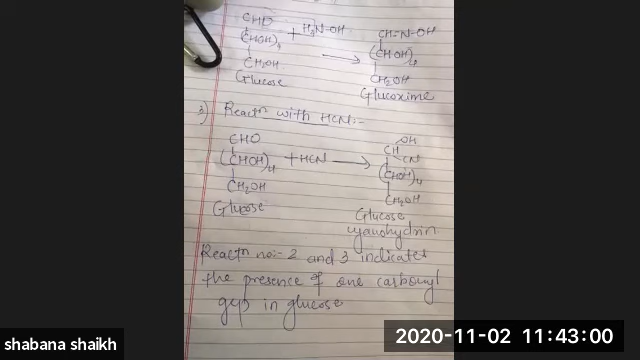 CHO + H2N-OH CH=N-OH
(CHOH)4 → (CHOH)4
CH2OH CH2OH
Glucose Glucoxime
3) Reactn with HCN:-
CHO CH OH
(CHOH)4 + HCN → CN
CH2OH (CHOH)4
CH2OH
Glucose Glucose
cyanohydrin
Reactn no:- 2 and 3 indicates
the presence of one carbonyl
gp in glucose
shabana shaikh
2020-11-02 11:43:00